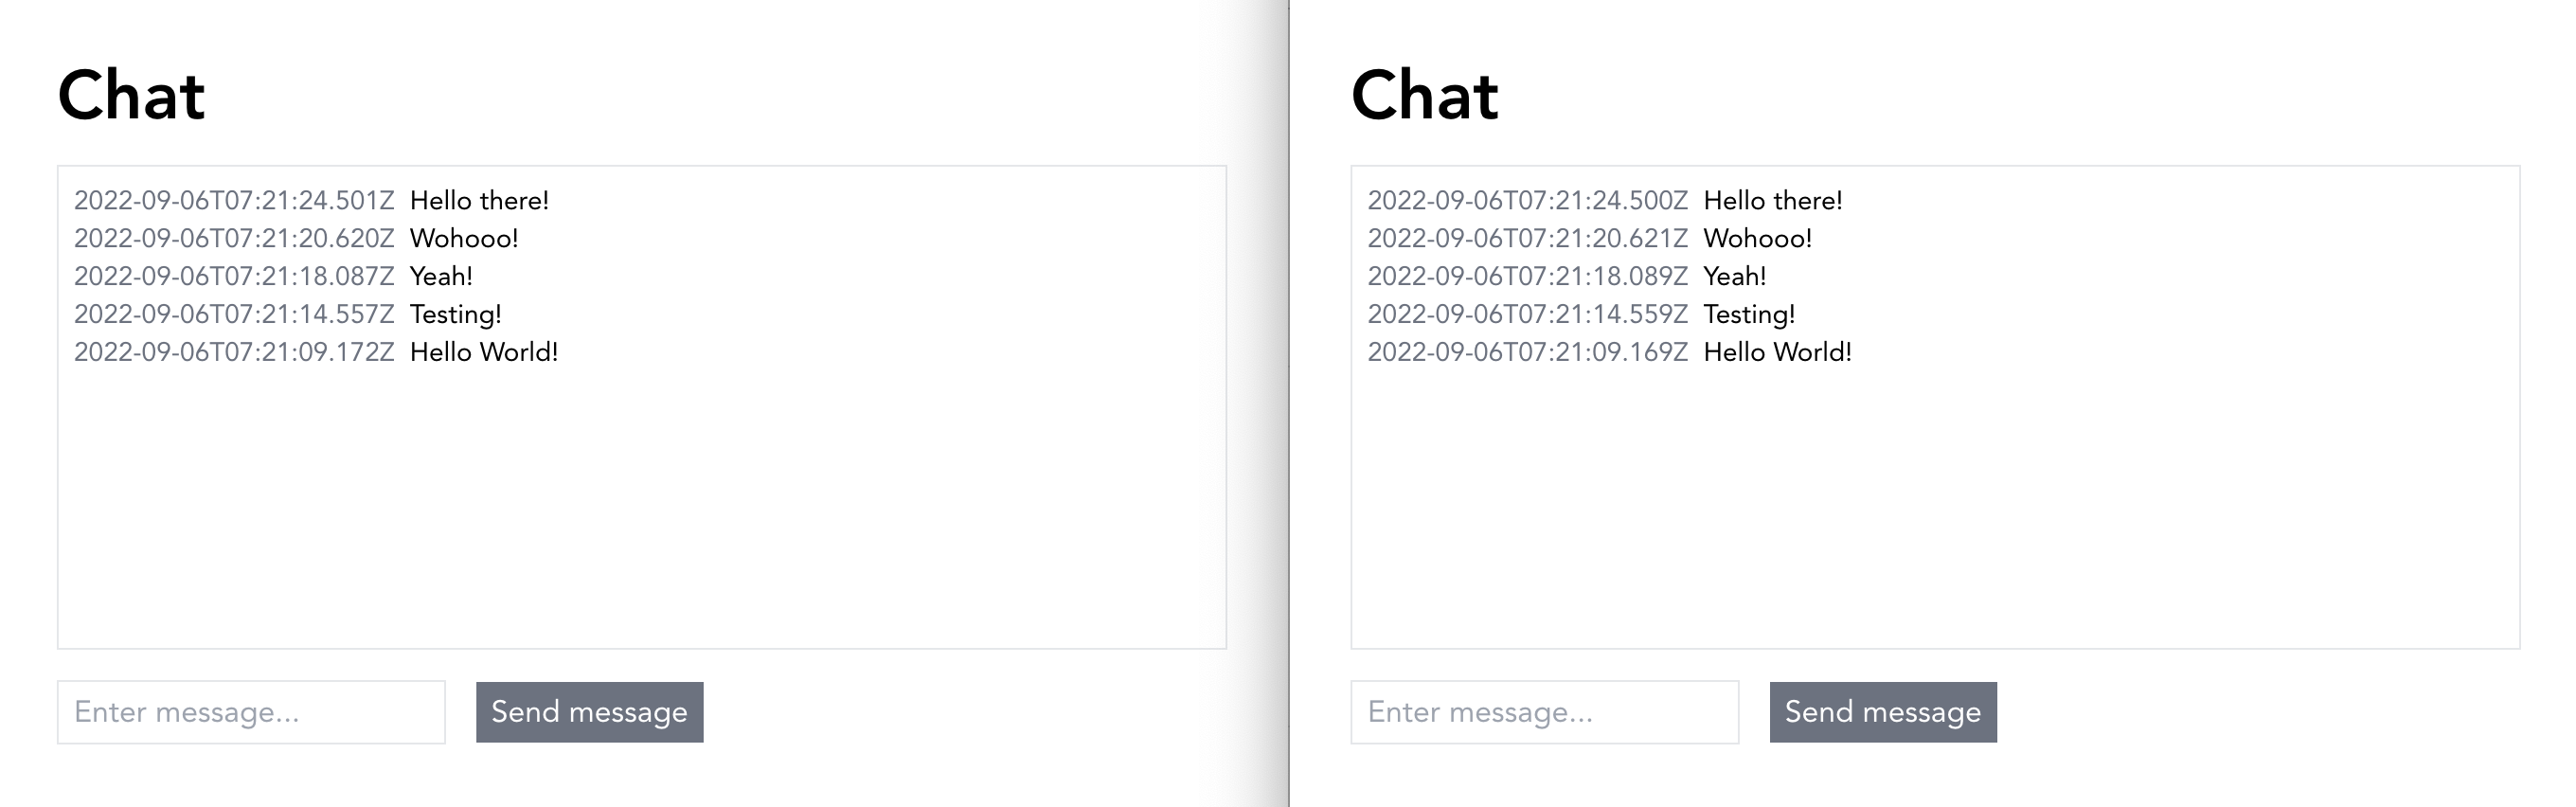 Chat
2022-09-06T07:21:24.501Z Hello there!
2022-09-06T07:21:20.620Z Wohooo!
2022-09-06T07:21:18.087Z Yeah!
2022-09-06T07:21:14.557Z Testing!
2022-09-06T07:21:09.172Z Hello World!
Enter message...
Send message
Chat
2022-09-06T07:21:24.500Z Hello there!
2022-09-06T07:21:20.621Z Wohooo!
2022-09-06T07:21:18.089Z Yeah!
2022-09-06T07:21:14.559Z Testing!
2022-09-06T07:21:09.169Z Hello World!
Enter message...
Send message